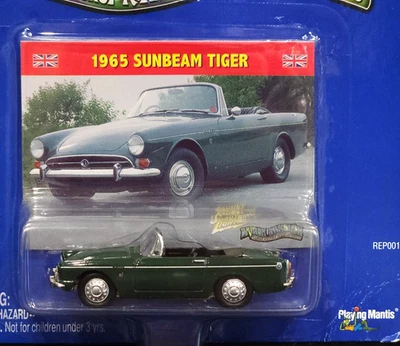 1965 SUNBEAM TIGER
REP001
G:
HAZARD-
. Not for children under 3 yrs.
Playing Mantis